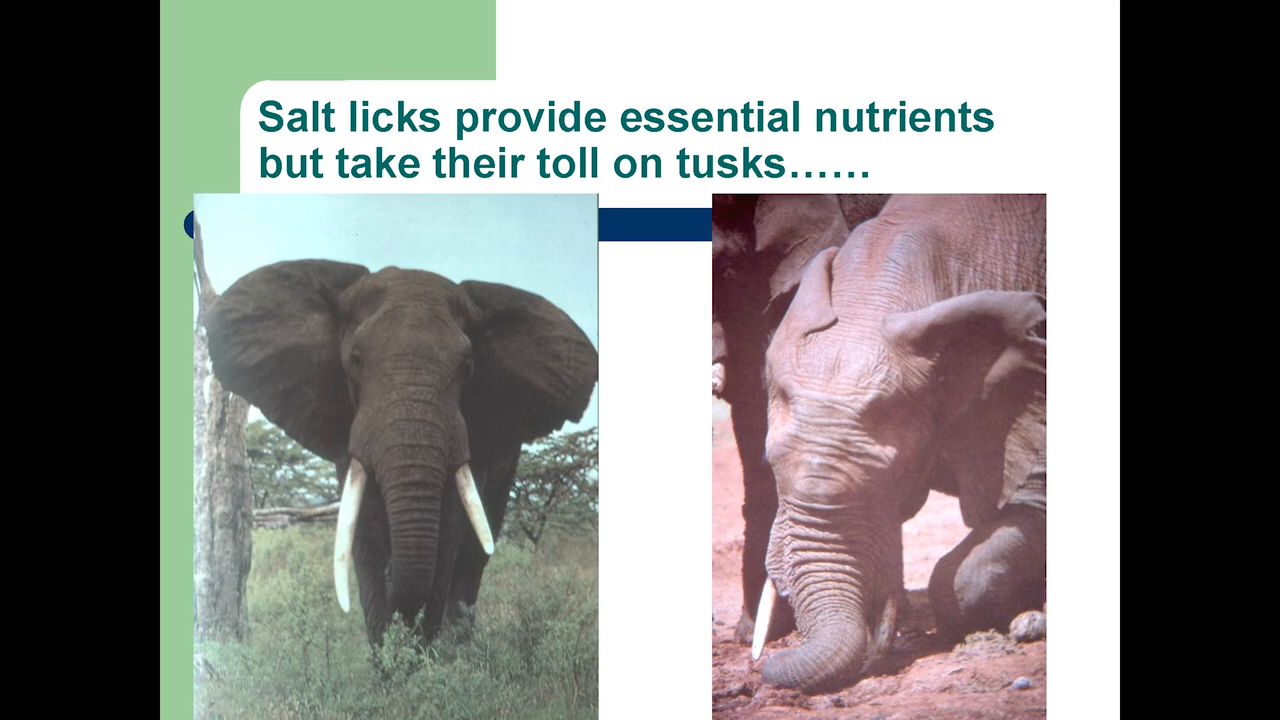 Salt licks provide essential nutrients
but take their toll on tusks……